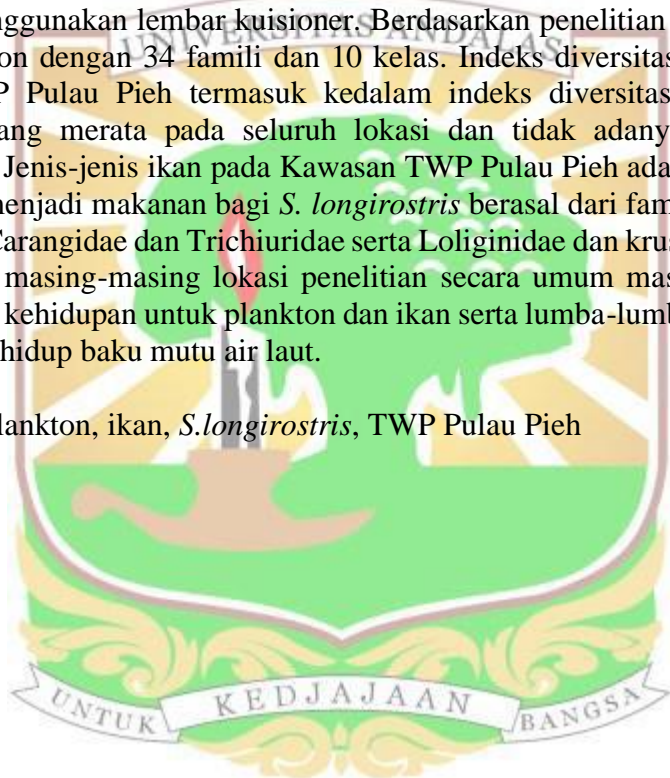 nggunakan lembar kuisioner. Berdasarkan penelitian
UNIVERSITAS ANDALAS
on dengan 34 famili dan 10 kelas. Indeks diversitas
P Pulau Pieh termasuk kedalam indeks diversitas
ang merata pada seluruh lokasi dan tidak adany
Jenis-jenis ikan pada Kawasan TWP Pulau Pieh ada
menjadi makanan bagi S. longirostris berasal dari fam
Carangidae dan Trichiuridae serta Loliginidae dan krus
masing-masing lokasi penelitian secara umum mas
kehidupan untuk plankton dan ikan serta lumba-lumb
hidup baku mutu air laut.
lankton, ikan, S.longirostris, TWP Pulau Pieh
UNTUK KEDJAJAAN BANGSA